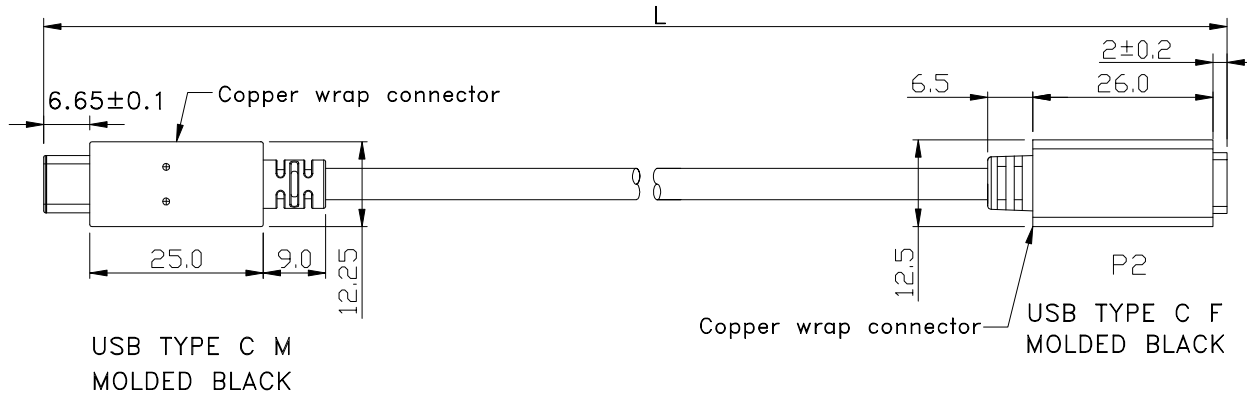 L
2±0.2
6.5
26.0
6.65±0.1
Copper wrap connector
25.0
9.0
12.25
12.5
P2
USB TYPE C F
MOLDED BLACK
Copper wrap connector
USB TYPE C M
MOLDED BLACK